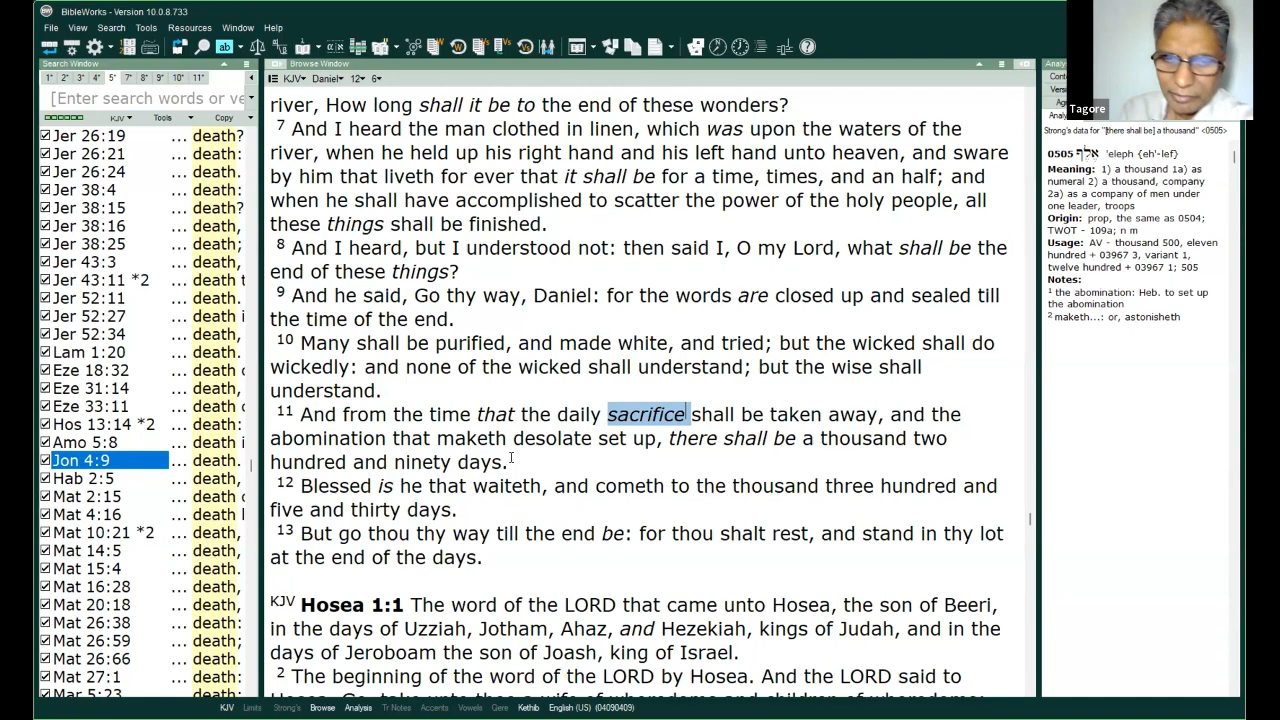 BibleWorks - Version 10.0.8.733
File View Search Tools Resources Window Help
Search Window
Browse Window
1' 2' 3' 4' 5' 7' 8' 9' 10' 11'
KJV Daniel 12 6
[Enter search words or ve
KJV Tools Copy
Jer 26:19 ... death?
Jer 26:21 ... death:
Jer 26:24 ... death:
Jer 38:4 ... death:
Jer 38:15 ... death?
Jer 38:16 ... death,
Jer 38:25 ... death;
Jer 43:3 ... death,
Jer 43:11 *2 ... death t
Jer 52:11 ... death.
Jer 52:27 ... death i
Jer 52:34 ... death,
Lam 1:20 ... death.
Eze 18:32 ... death o
Eze 31:14 ... death,
Eze 33:11 ... death o
Hos 13:14 *2 ... death:
Amo 5:8 ... death i
Jon 4:9 ... death.
Hab 2:5 ... death,
Mat 2:15 ... death o
Mat 4:16 ... death l
Mat 10:21 *2 ... death,
Mat 14:5 ... death,
Mat 15:4 ... death.
Mat 16:28 ... death,
Mat 20:18 ... death,
Mat 26:38 ... death:
Mat 26:59 ... death;
Mat 26:66 ... death.
Mat 27:1 ... death:
Mar 5:23 ... death.
river, How long shall it be to the end of these wonders?
7 And I heard the man clothed in linen, which was upon the waters of the
river, when he held up his right hand and his left hand unto heaven, and sware
by him that liveth for ever that it shall be for a time, times, and an half; and
when he shall have accomplished to scatter the power of the holy people, all
these things shall be finished.
8 And I heard, but I understood not: then said I, O my Lord, what shall be the
end of these things?
9 And he said, Go thy way, Daniel: for the words are closed up and sealed till
the time of the end.
10 Many shall be purified, and made white, and tried; but the wicked shall do
wickedly: and none of the wicked shall understand; but the wise shall
understand.
11 And from the time that the daily sacrifice shall be taken away, and the
abomination that maketh desolate set up, there shall be a thousand two
hundred and ninety days.
12 Blessed is he that waiteth, and cometh to the thousand three hundred and
five and thirty days.
13 But go thou thy way till the end be: for thou shalt rest, and stand in thy lot
at the end of the days.
KJV Hosea 1:1 The word of the LORD that came unto Hosea, the son of Beeri,
in the days of Uzziah, Jotham, Ahaz, and Hezekiah, kings of Judah, and in the
days of Jeroboam the son of Joash, king of Israel.
2 The beginning of the word of the LORD by Hosea. And the LORD said to
Tagore
Strong's data for "[there shall be] a thousand" <0505>
0505 אֶלֶף 'eleph {eh'-lef}
Meaning: 1) a thousand 1a) as
numeral 2) a thousand, company
2a) as a company of men under
one leader, troops
Origin: prop, the same as 0504;
TWOT - 109a; n m
Usage: AV - thousand 500, eleven
hundred + 03967 3, variant 1,
twelve hundred + 03967 1; 505
Notes:
1 the abomination: Heb. to set up
the abomination
2 maketh...: or, astonisheth
KJV Limits Strong's Browse Analysis Tr Notes Accents Vowels Qere Kethib English (US) (04090409)